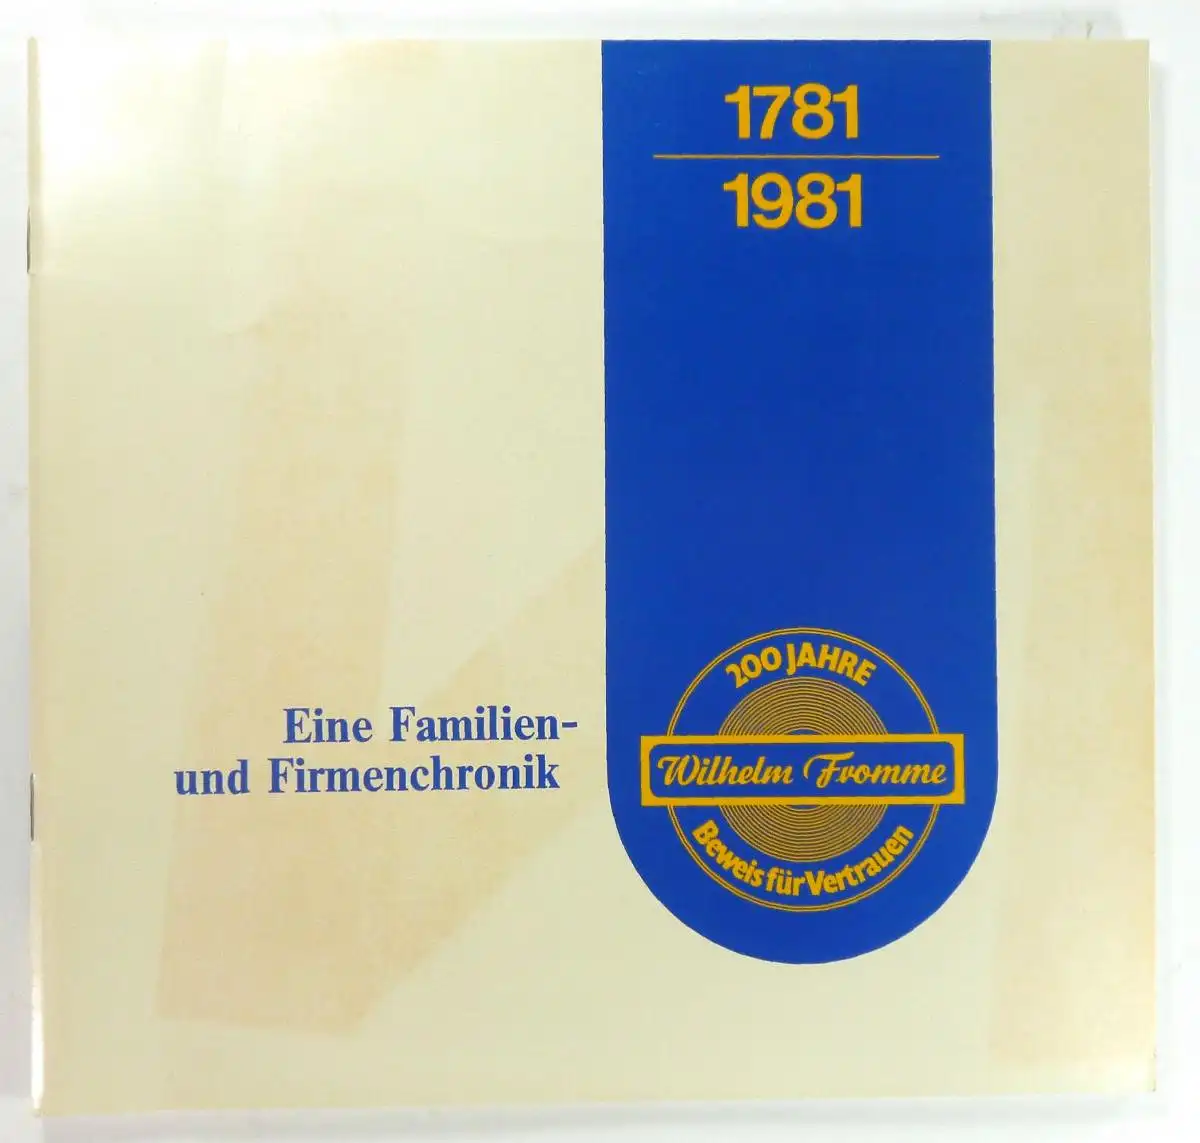 1781
1981
Eine Familien-
und Firmenchronik
200 JAHRE
Wilhelm Fromme
Beweis für Vertrauen